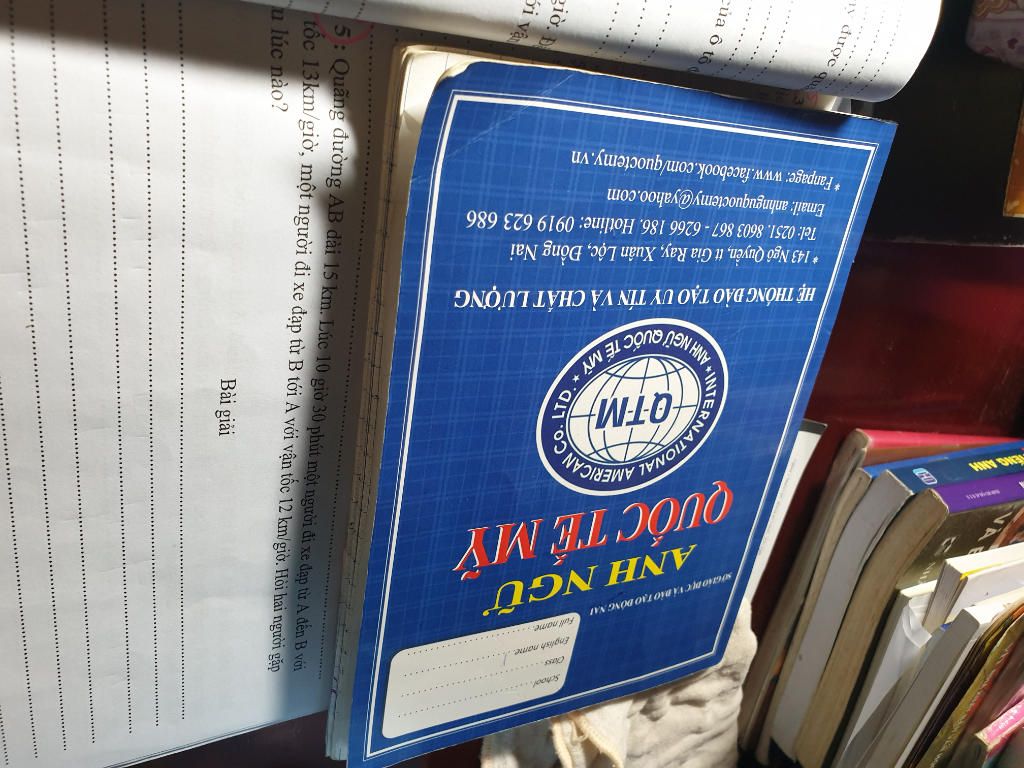 5: Quãng đường AB dài 15 km. Lúc 10 giờ 30 phút một người đi xe đạp từ A đến B với
tốc 13km/giờ, một người đi xe đạp từ B tới A với vận tốc 12 km/giờ. Hỏi hai người gặp
lúc nào?
Bài giải
School
Class
English name
Full name.
SỞ GIÁO DỤC VÀ ĐÀO TẠO ĐỒNG NAI
ANH NGỮ
QUỐC TẾ MỸ
INTERNATIONAL AMERICAN CO., LTD
ANH NGỮ QUỐC TẾ MỸ
QTM
HỆ THỐNG ĐÀO TẠO UY TÍN VÀ CHẤT LƯỢNG
* 143 Ngô Quyền, tt Gia Ray, Xuân Lộc, Đồng Nai
Tel: 0251. 8603 867 - 6266 186. Hotline: 0919 623 686
Email: anhnguquoctemy@yahoo.com
* Fanpage: www.facebook.com/quoctemy.vn
TIẾNG ANH